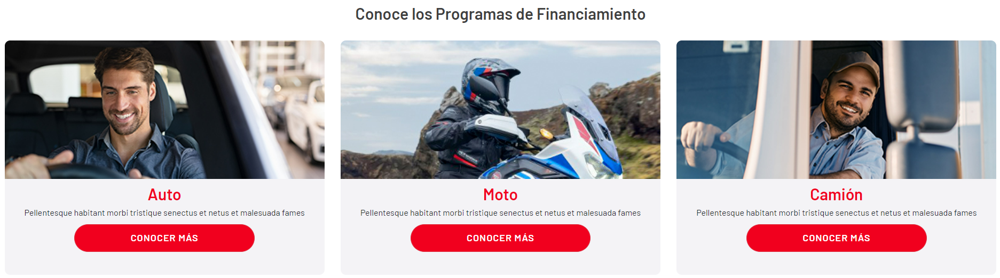 Conoce los Programas de Financiamiento
Auto
Pellentesque habitant morbi tristique senectus et netus et malesuada fames
CONOCER MÁS
Moto
Pellentesque habitant morbi tristique senectus et netus et malesuada fames
CONOCER MÁS
Camión
Pellentesque habitant morbi tristique senectus et netus et malesuada fames
CONOCER MÁS